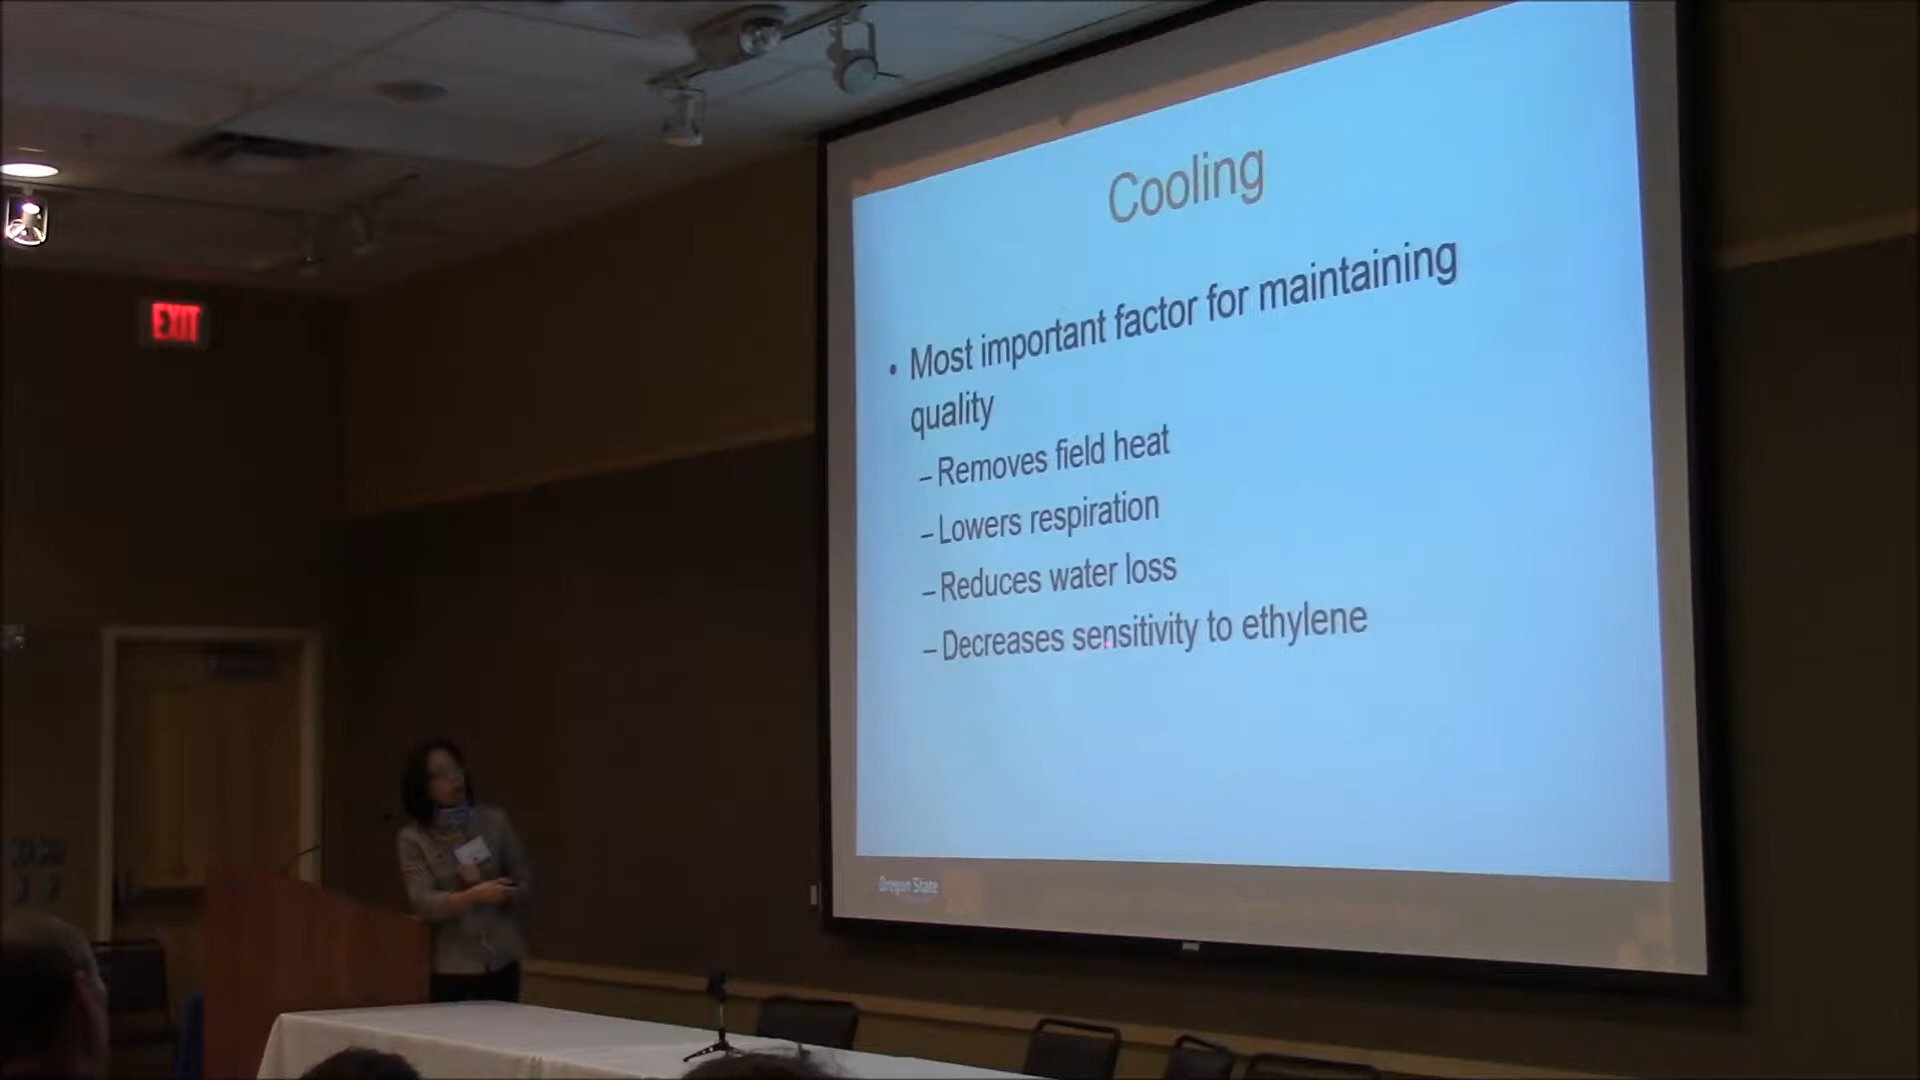 EXIT
Cooling
• Most important factor for maintaining
quality
– Removes field heat
– Lowers respiration
– Reduces water loss
– Decreases sensitivity to ethylene
Oregon State